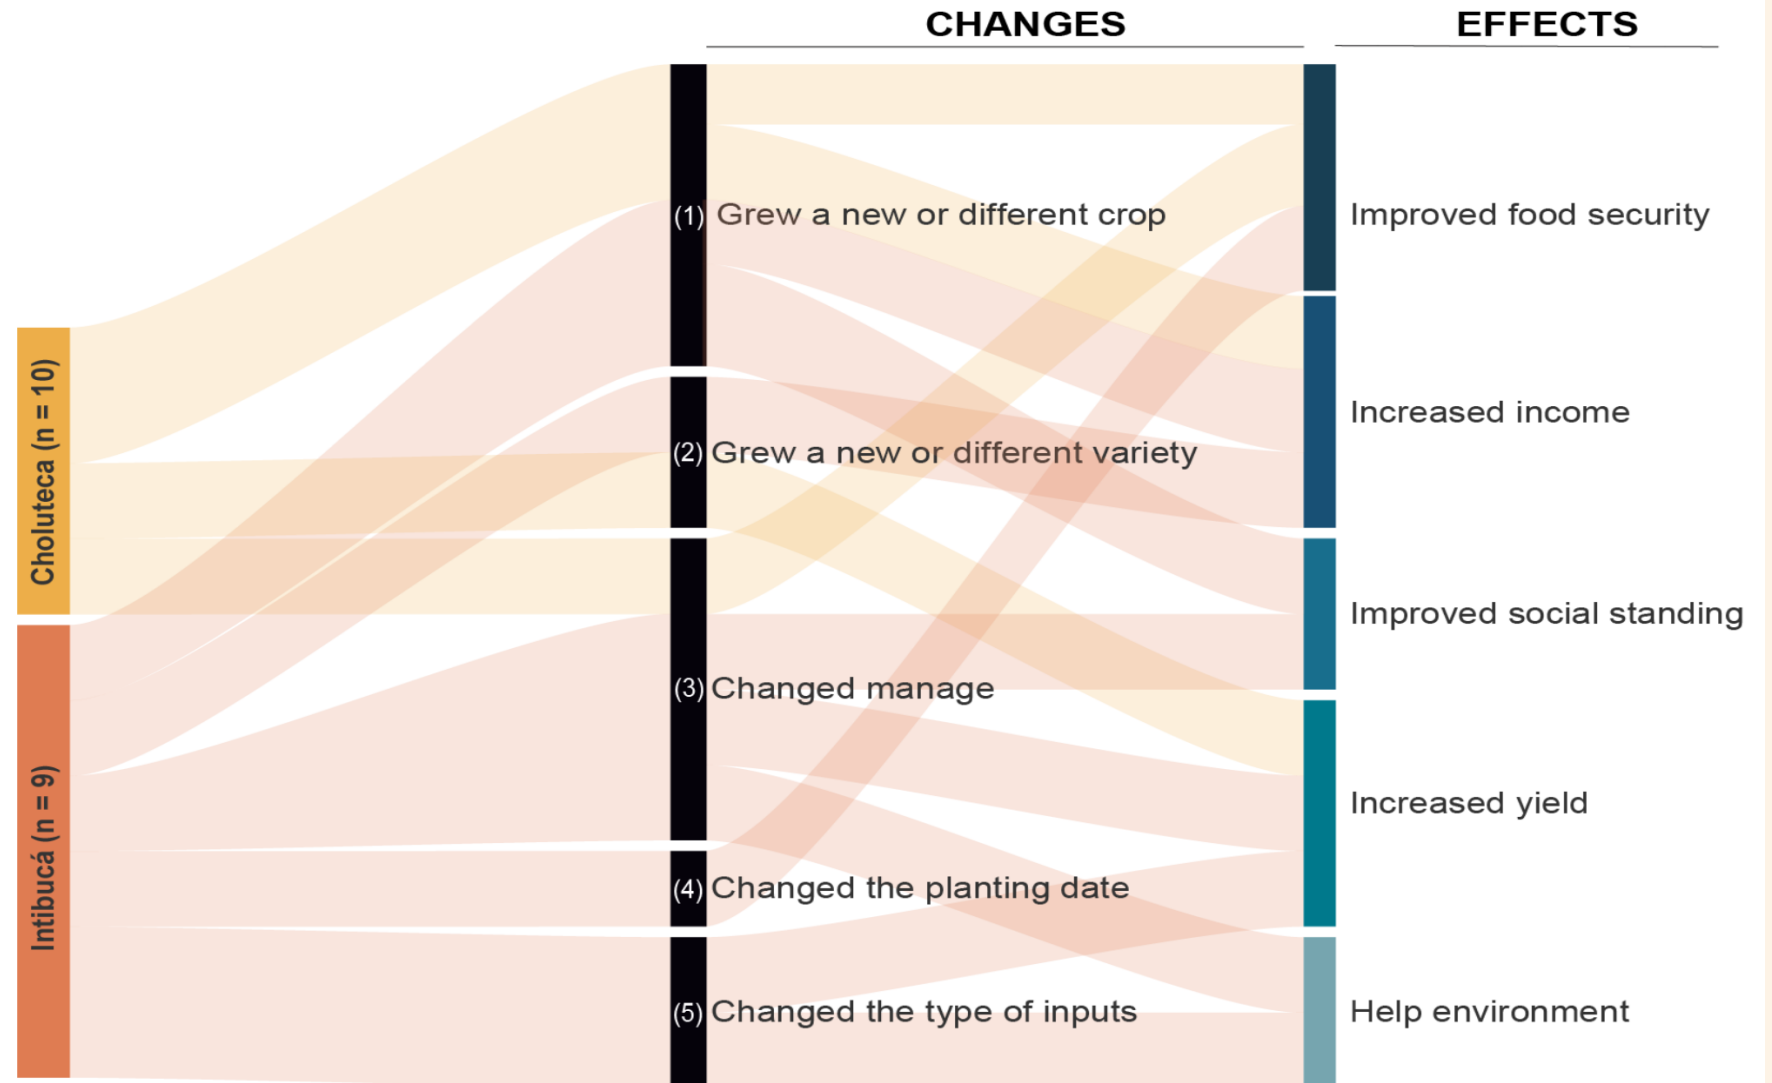 CHANGES
EFFECTS
Choluteca (n = 10)
Intibucá (n = 9)
(1) Grew a new or different crop
(2) Grew a new or different variety
(3) Changed manage
(4) Changed the planting date
(5) Changed the type of inputs
Improved food security
Increased income
Improved social standing
Increased yield
Help environment